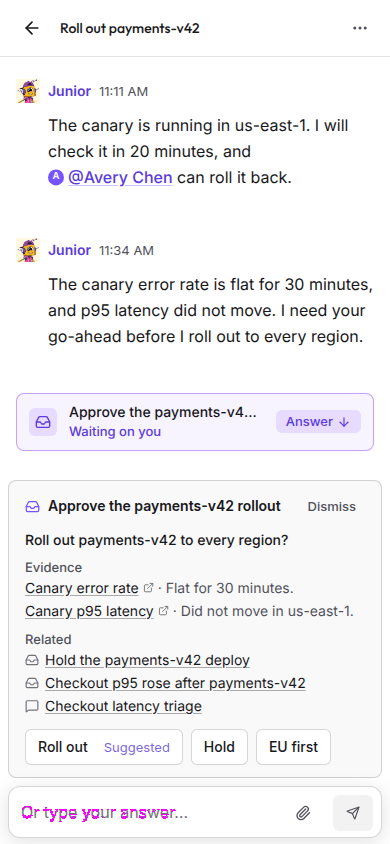 Roll out payments-v42
Junior 11:11 AM
The canary is running in us-east-1. I will
check it in 20 minutes, and
A @Avery Chen can roll it back.
Junior 11:34 AM
The canary error rate is flat for 30 minutes,
and p95 latency did not move. I need your
go-ahead before I roll out to every region.
Approve the payments-v4...
Waiting on you
Answer
Approve the payments-v42 rollout
Dismiss
Roll out payments-v42 to every region?
Evidence
Canary error rate · Flat for 30 minutes.
Canary p95 latency · Did not move in us-east-1.
Related
Hold the payments-v42 deploy
Checkout p95 rose after payments-v42
Checkout latency triage
Roll out Suggested Hold EU first
Or type your answer...